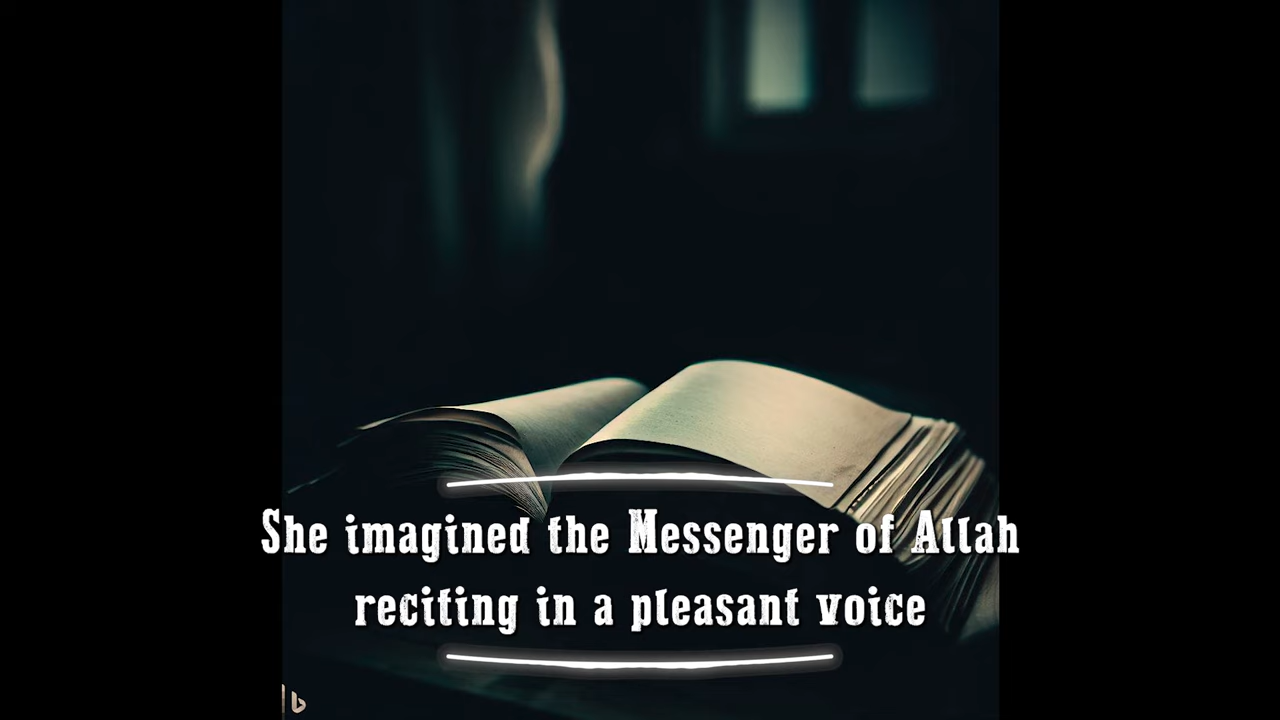 She imagined the Messenger of Allah
reciting in a pleasant voice